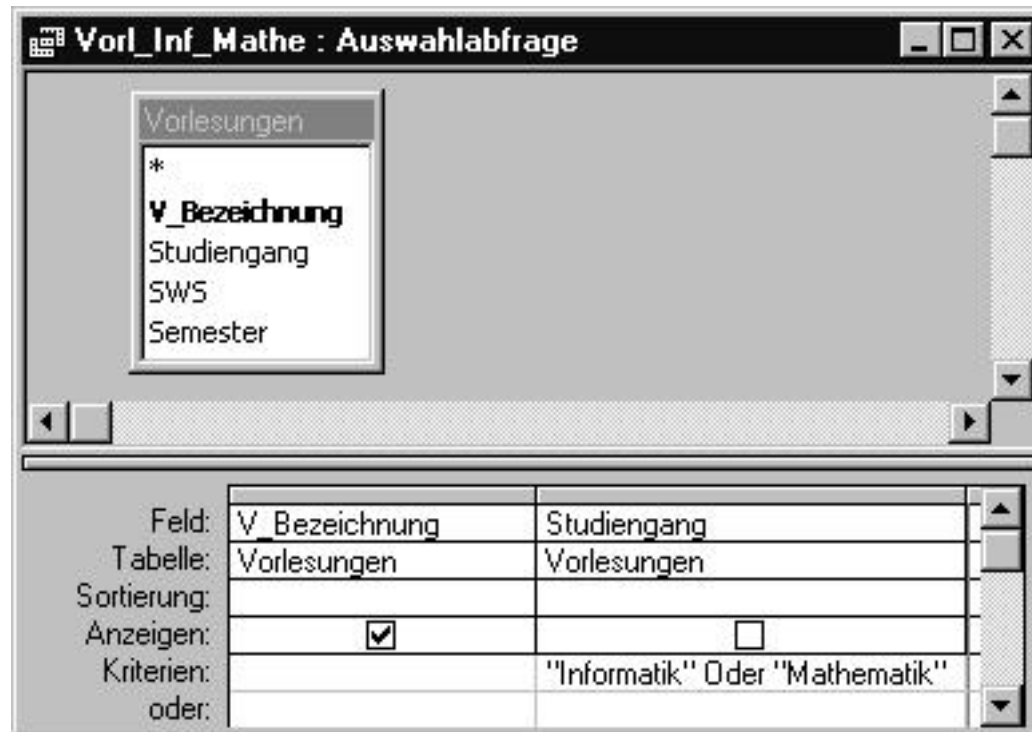 Vorl_Inf_Mathe : Auswahlabfrage
Vorlesungen
*
V_Bezeichnung
Studiengang
SWS
Semester
Feld: V_Bezeichnung Studiengang
Tabelle: Vorlesungen Vorlesungen
Sortierung:
Anzeigen:
Kriterien: "Informatik" Oder "Mathematik"
oder: